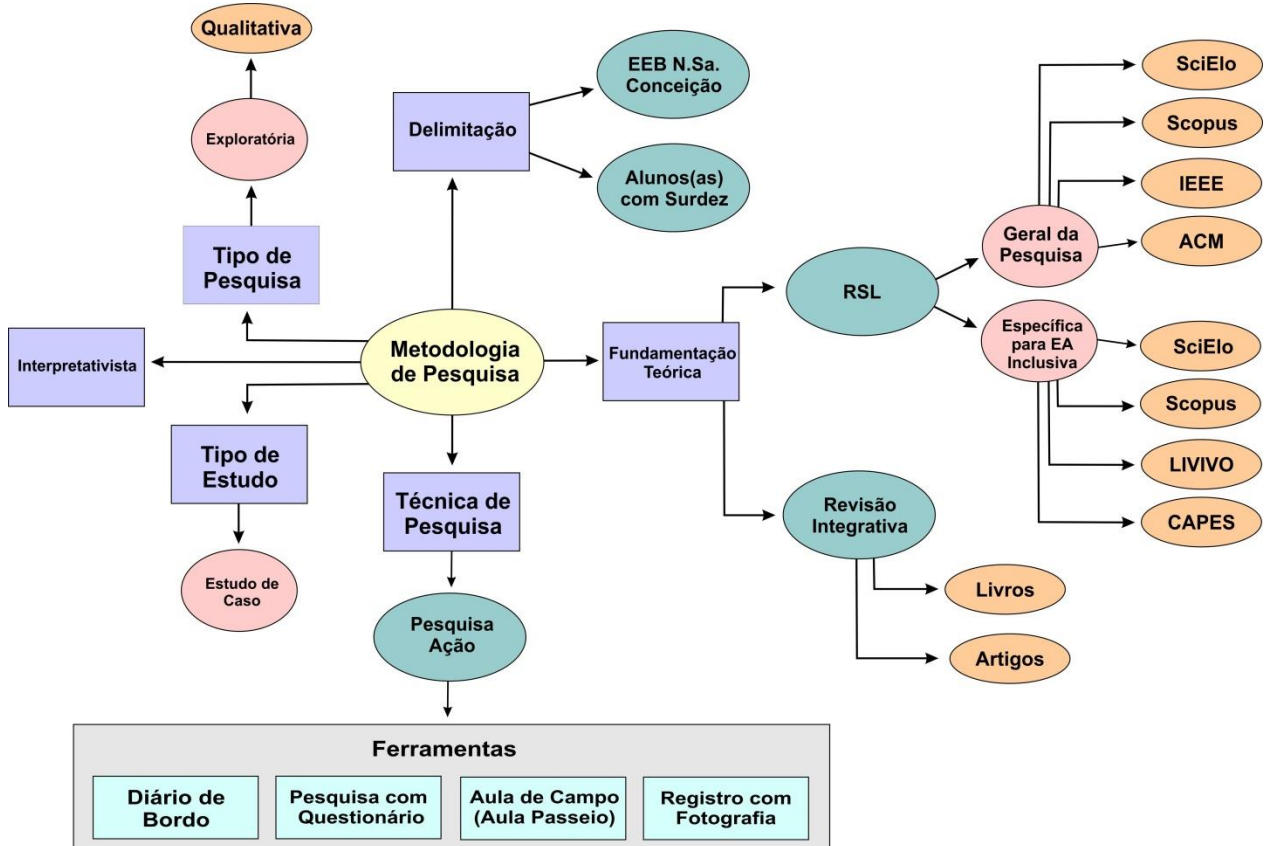 Qualitativa
Exploratória
Tipo de
Pesquisa
Interpretativista
Tipo de
Estudo
Estudo de
Caso
Delimitação
EEB N.Sa.
Conceição
Alunos(as)
com Surdez
Metodologia
de Pesquisa
Técnica de
Pesquisa
Pesquisa
Ação
Fundamentação
Teórica
RSL
Geral da
Pesquisa
SciElo
Scopus
IEEE
ACM
Específica
para EA
Inclusiva
SciElo
Scopus
LIVIVO
CAPES
Revisão
Integrativa
Livros
Artigos
Ferramentas
Diário de
Bordo
Pesquisa com
Questionário
Aula de Campo
(Aula Passeio)
Registro com
Fotografia